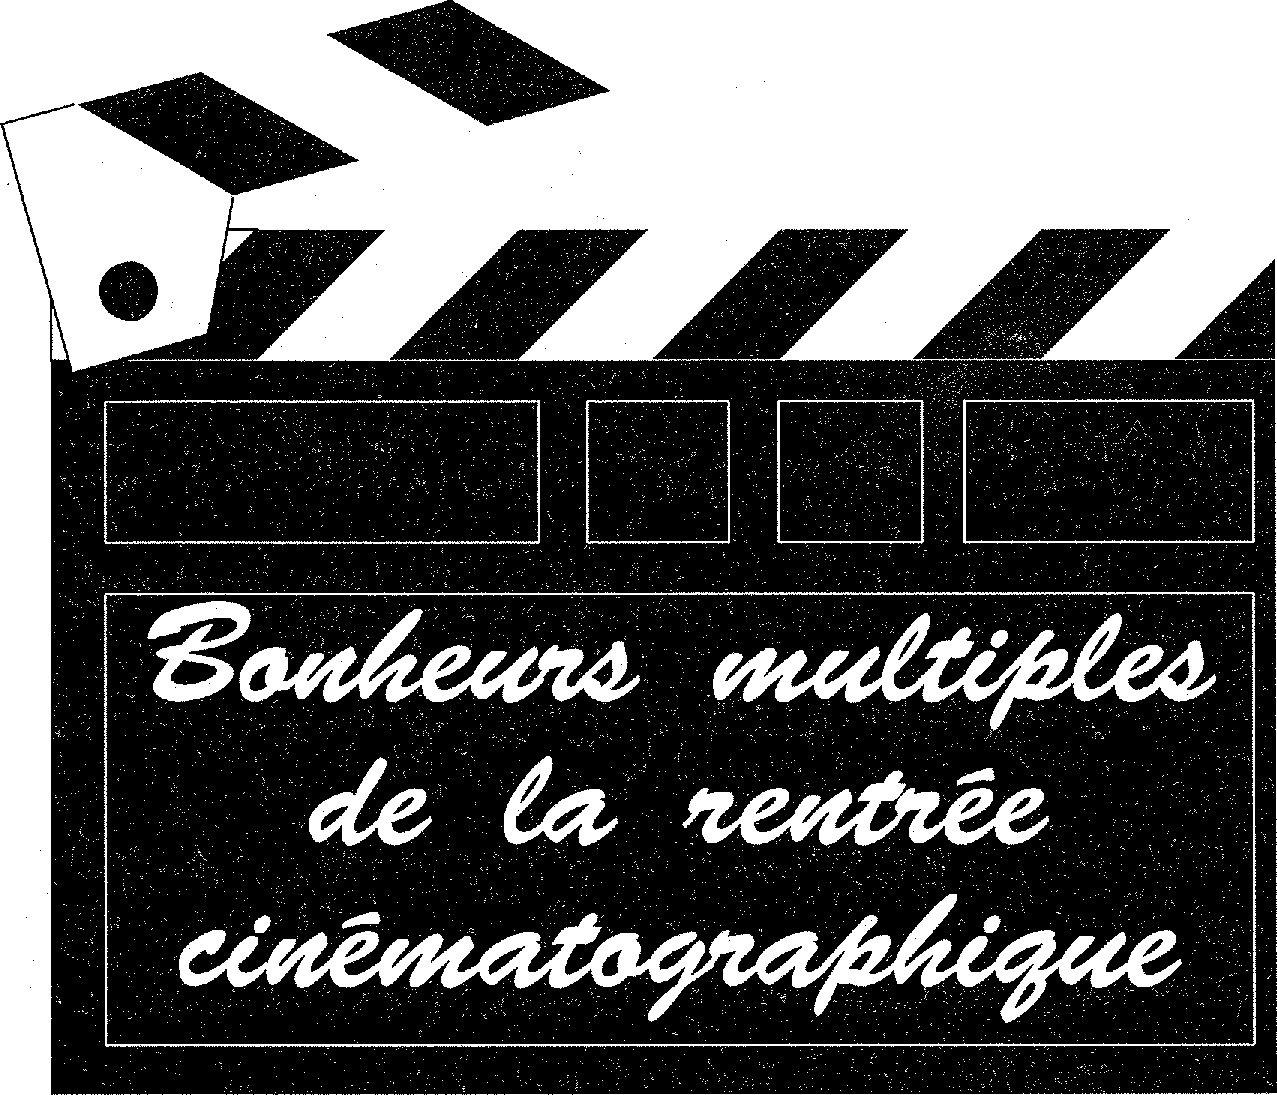 Bonheurs multiples
de la rentrée
cinématographique